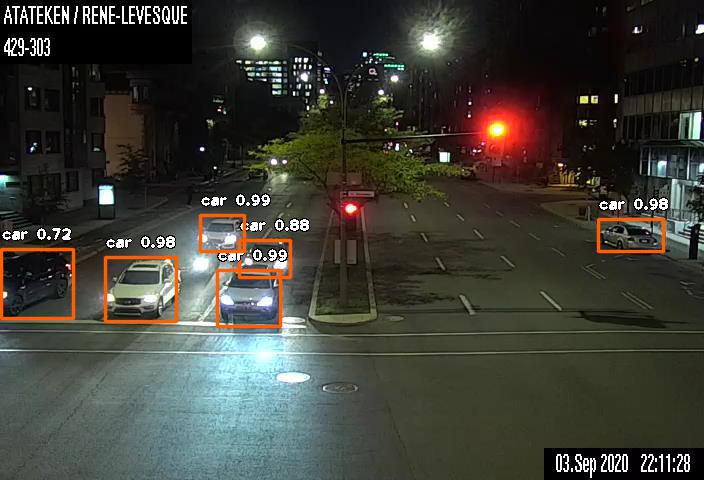 ATATEKEN / RENE-LEVESQUE
429-303
car 0.99
car 0.98
car 0.88
car 0.72
car 0.98
car 0.99
03.Sep 2020 22:11:28